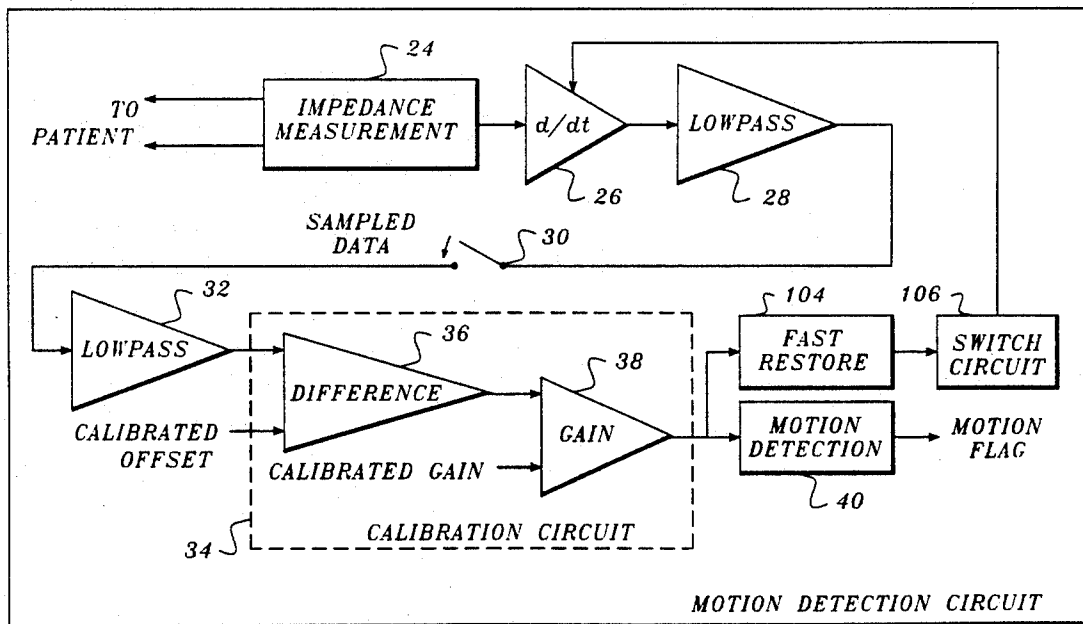 24
TO
PATIENT
IMPEDANCE
MEASUREMENT
d/dt
LOWPASS
26
28
SAMPLED
DATA
30
32
LOWPASS
36
DIFFERENCE
38
GAIN
104
FAST
RESTORE
106
SWITCH
CIRCUIT
CALIBRATED
OFFSET
CALIBRATED GAIN
MOTION
DETECTION
MOTION
FLAG
40
34
CALIBRATION CIRCUIT
MOTION DETECTION CIRCUIT